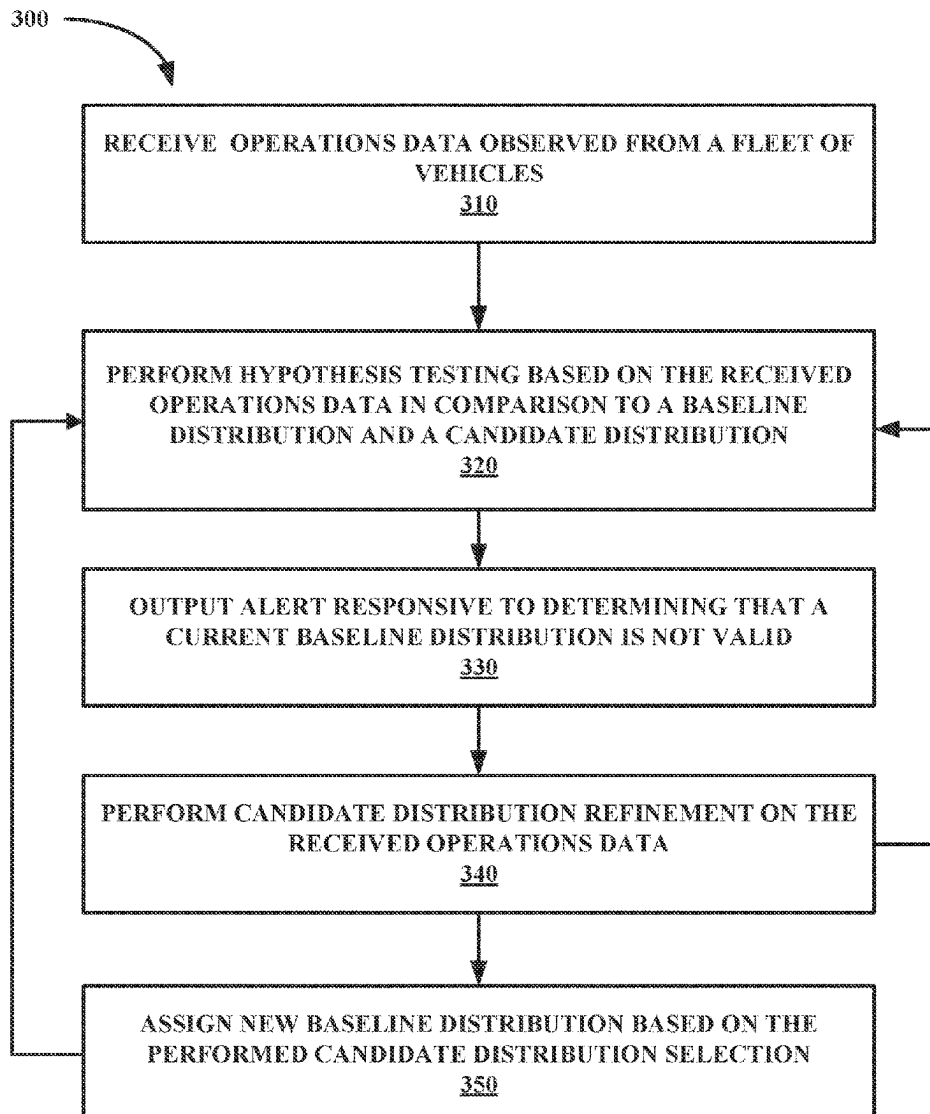 300
RECEIVE OPERATIONS DATA OBSERVED FROM A FLEET OF
VEHICLES
310
PERFORM HYPOTHESIS TESTING BASED ON THE RECEIVED
OPERATIONS DATA IN COMPARISON TO A BASELINE
DISTRIBUTION AND A CANDIDATE DISTRIBUTION
320
OUTPUT ALERT RESPONSIVE TO DETERMINING THAT A
CURRENT BASELINE DISTRIBUTION IS NOT VALID
330
PERFORM CANDIDATE DISTRIBUTION REFINEMENT ON THE
RECEIVED OPERATIONS DATA
340
ASSIGN NEW BASELINE DISTRIBUTION BASED ON THE
PERFORMED CANDIDATE DISTRIBUTION SELECTION
350